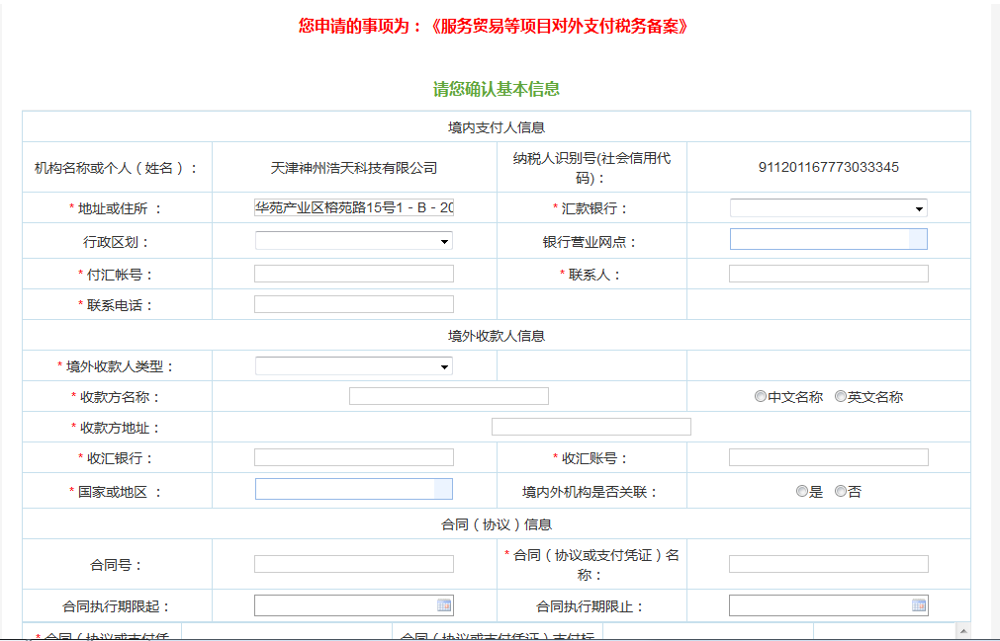 您申请的事项为：《服务贸易等项目对外支付税务备案》
请您确认基本信息
境内支付人信息
机构名称或个人（姓名）：
天津神州浩天科技有限公司
纳税人识别号(社会信用代
码)：
911201167773033345
* 地址或住所 ：
华苑产业区榕苑路15号1－B－20
* 汇款银行：
行政区划：
银行营业网点：
* 付汇帐号：
* 联系人：
* 联系电话：
境外收款人信息
* 境外收款人类型：
* 收款方名称：
中文名称 英文名称
* 收款方地址：
* 收汇银行：
* 收汇账号：
* 国家或地区 ：
境内外机构是否关联：
是 否
合同（协议）信息
合同号：
* 合同（协议或支付凭证）名
称：
合同执行期限起：
合同执行期限止：
* 合同（协议或支付凭
合同（协议或支付凭证）支付标